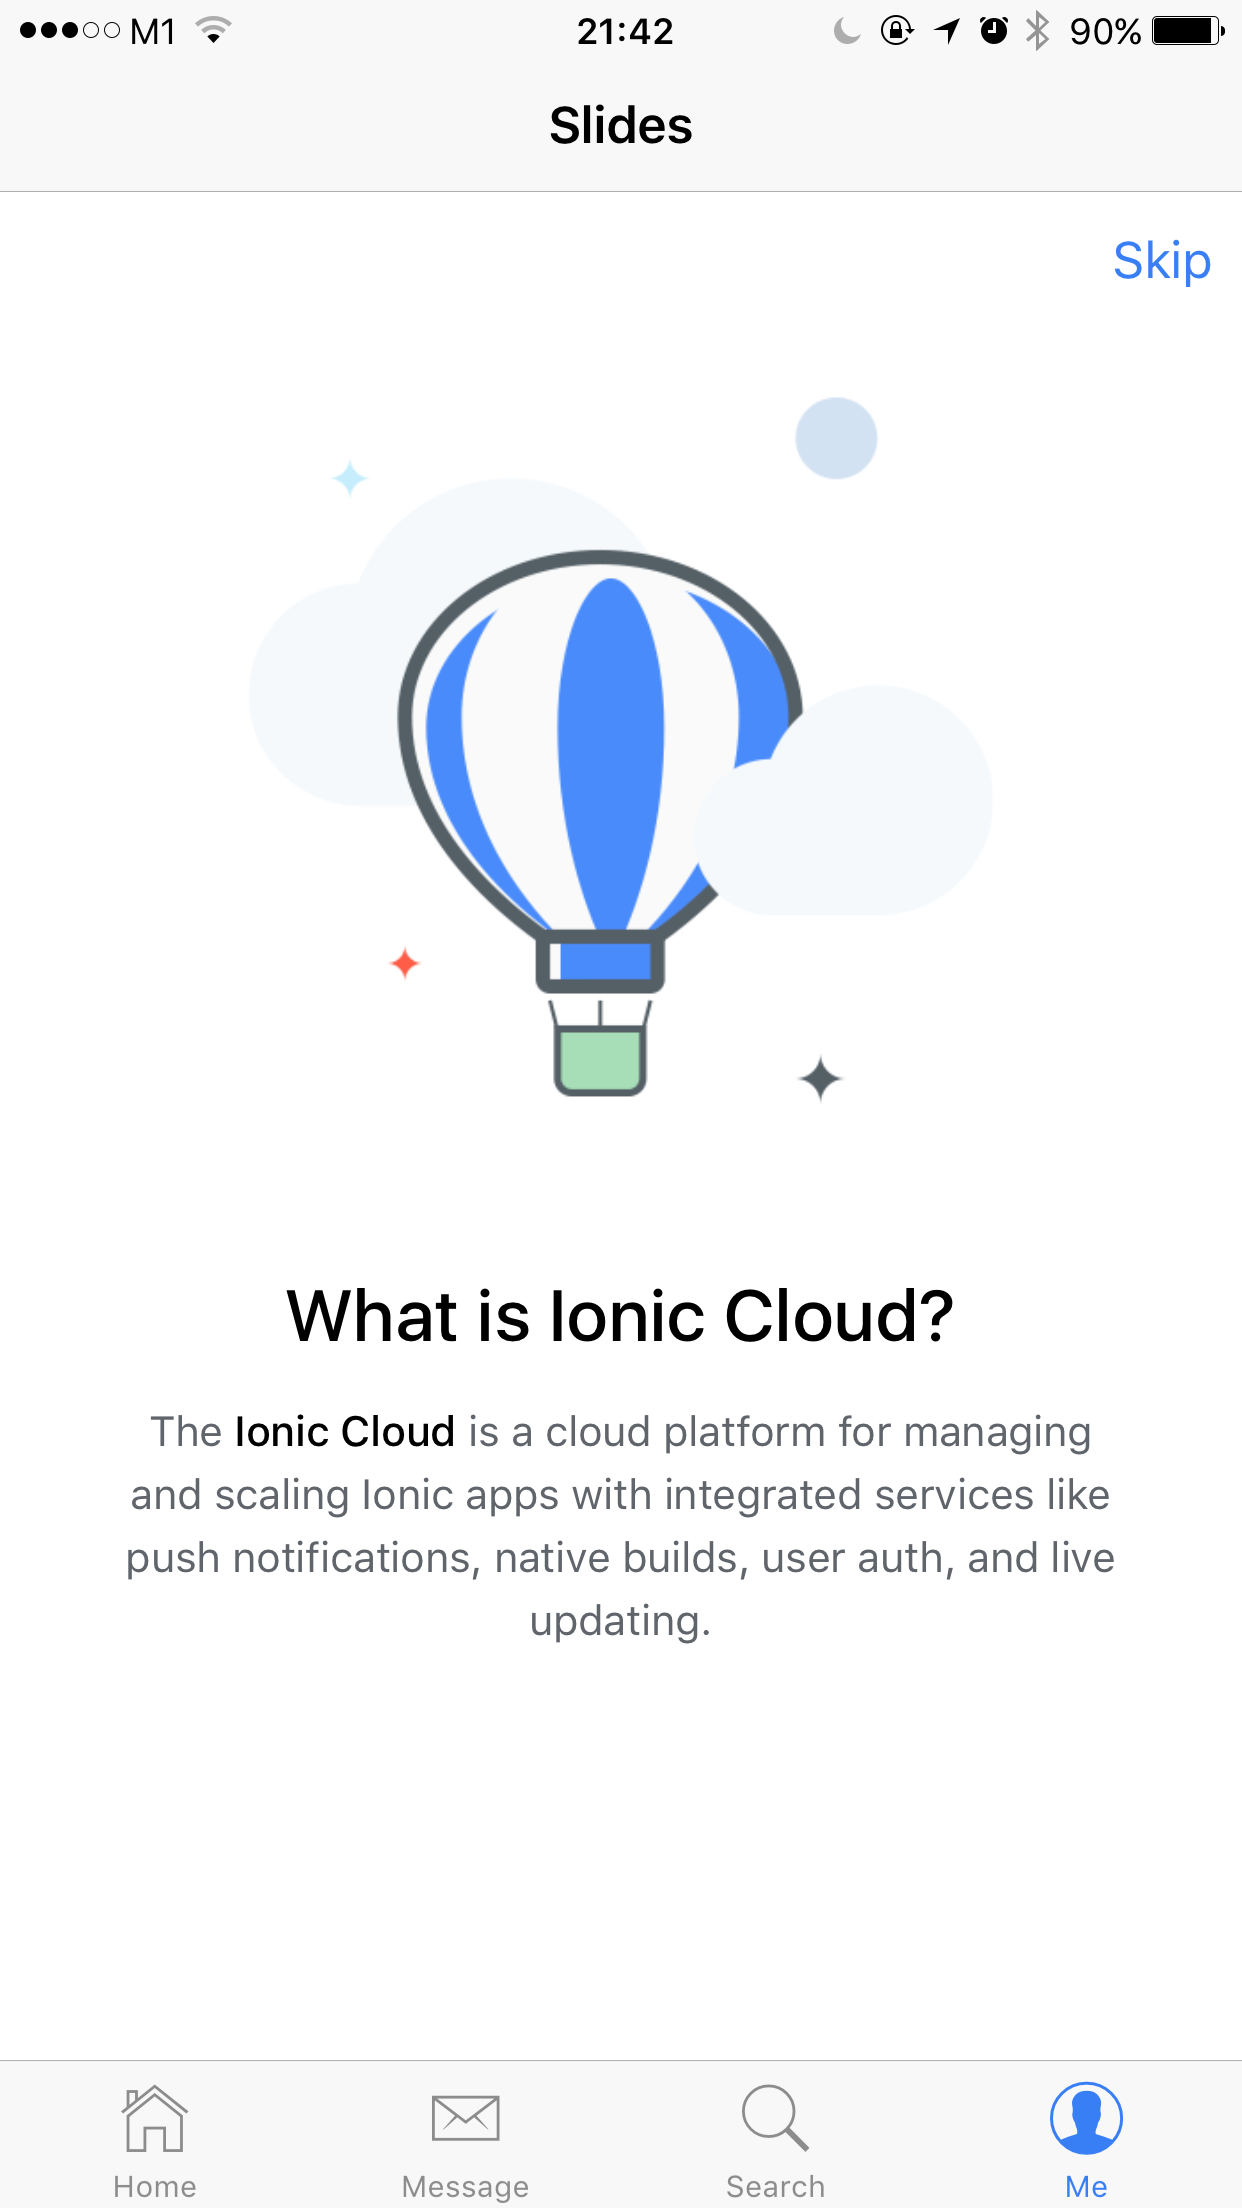 M1 21:42 90%
Slides
Skip
What is Ionic Cloud?
The Ionic Cloud is a cloud platform for managing
and scaling Ionic apps with integrated services like
push notifications, native builds, user auth, and live
updating.
Home Message Search Me